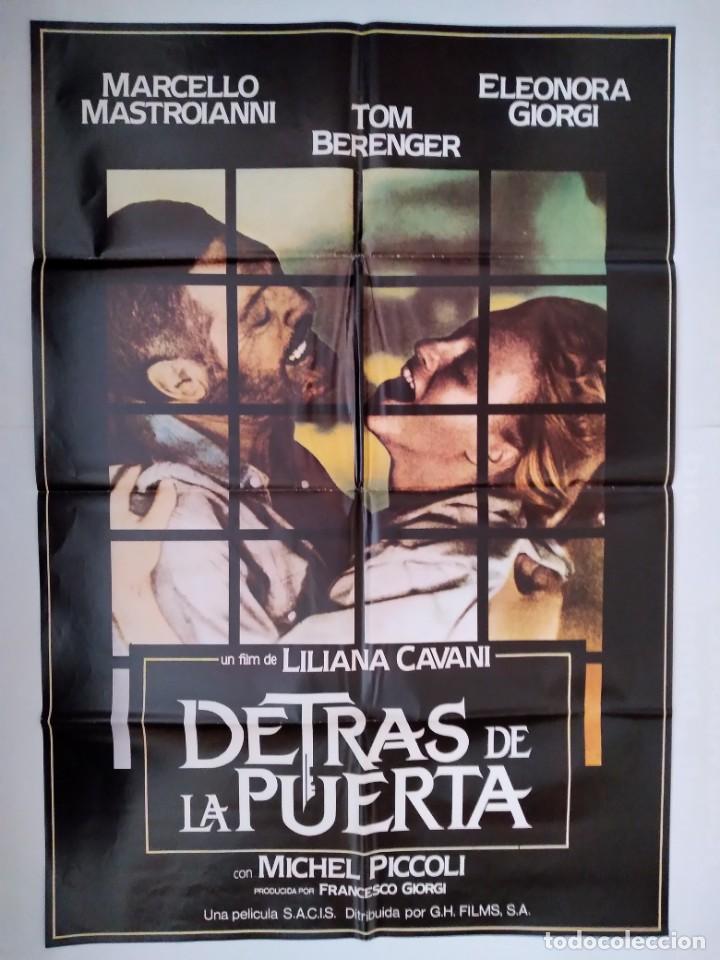 MARCELLO
MASTROIANNI
TOM
BERENGER
ELEONORA
GIORGI
un film de LILIANA CAVANI
DETRAS DE
LA PUERTA
con MICHEL PICCOLI
PRODUCIDA POR FRANCESCO GIORGI
Una pelicula S.A.C.I.S. Ditribuida por G.H. FILMS, S.A.
todocoleccion